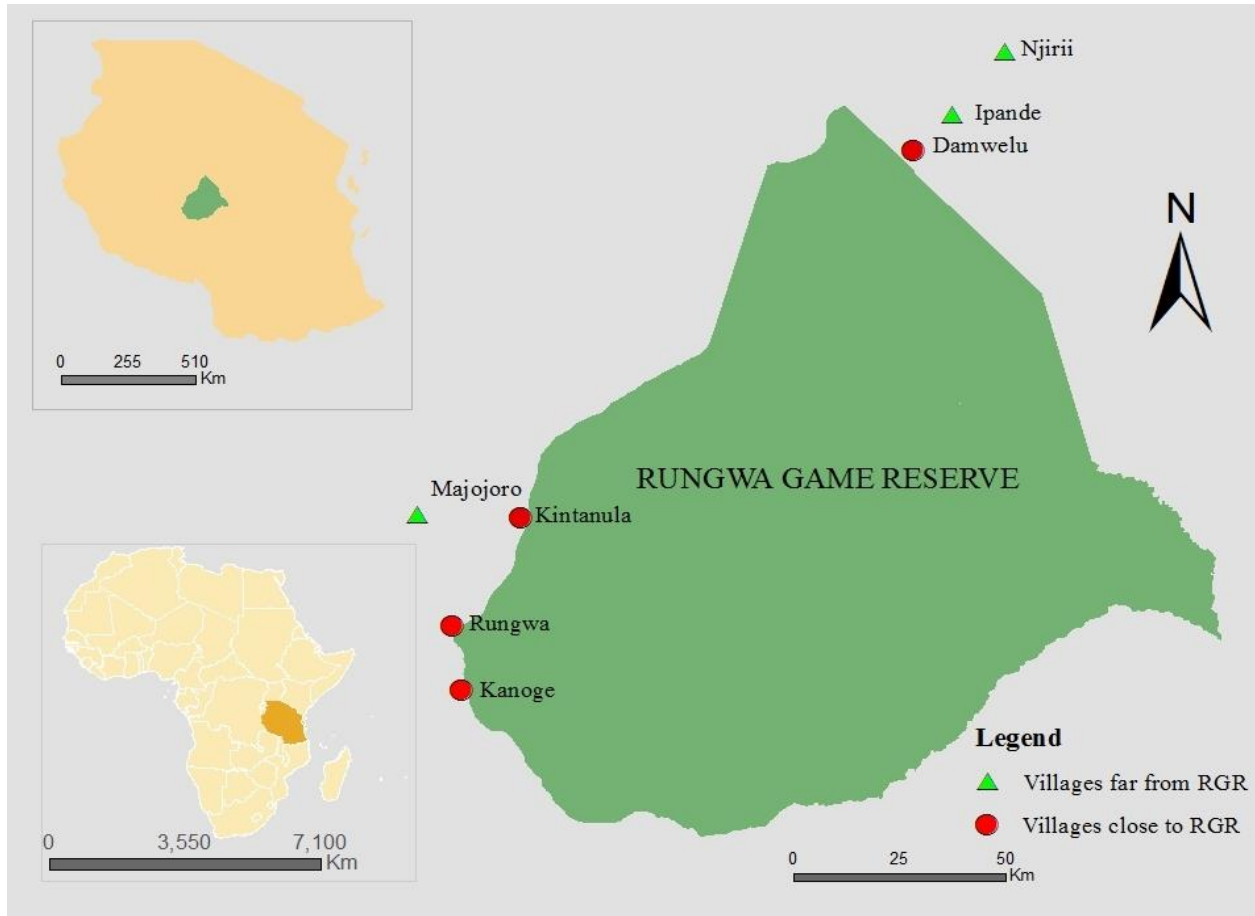 Njirii
Ipande
Damwelu
N
0 255 510
Km
RUNGWA GAME RESERVE
Majojoro
Kintanula
Rungwa
Kanoge
Legend
Villages far from RGR
Villages close to RGR
0 3,550 7,100
Km
0 25 50
Km